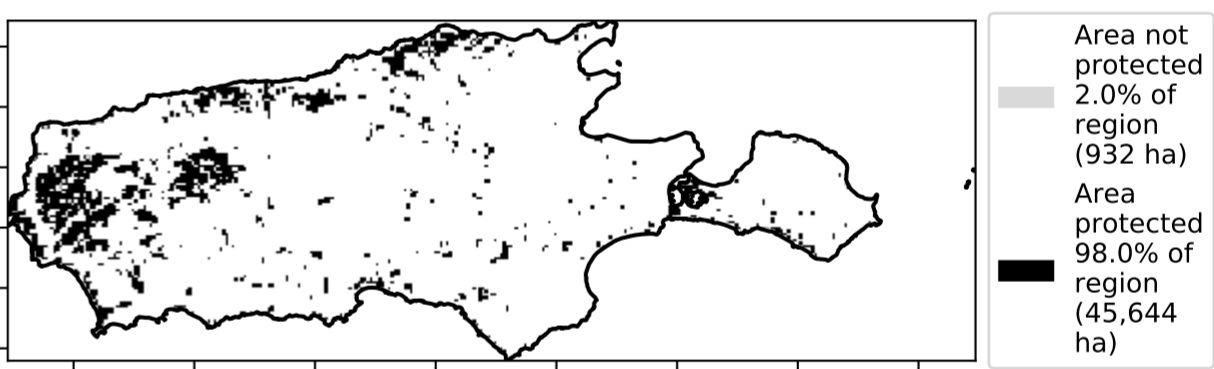 Area not
protected
2.0% of
region
(932 ha)
Area
protected
98.0% of
region
(45,644
ha)